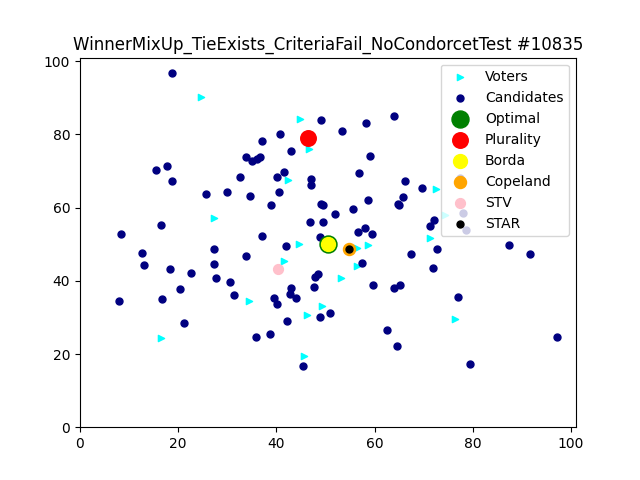 WinnerMixUp_TieExists_CriteriaFail_NoCondorcetTest #10835
100
80
60
40
20
0
0 20 40 60 80 100
Voters
Candidates
Optimal
Plurality
Borda
Copeland
STV
STAR